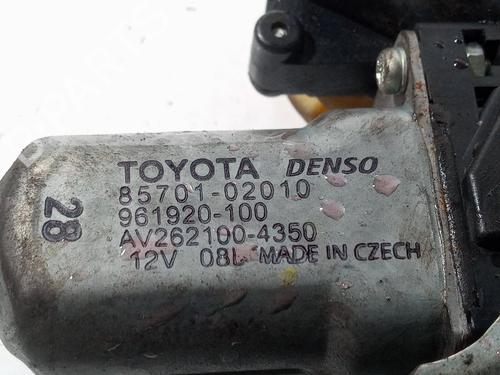 TOYOTA DENSO
85701-02010
961920-100
AV262100-4350
12V 08L MADE IN CZECH
28